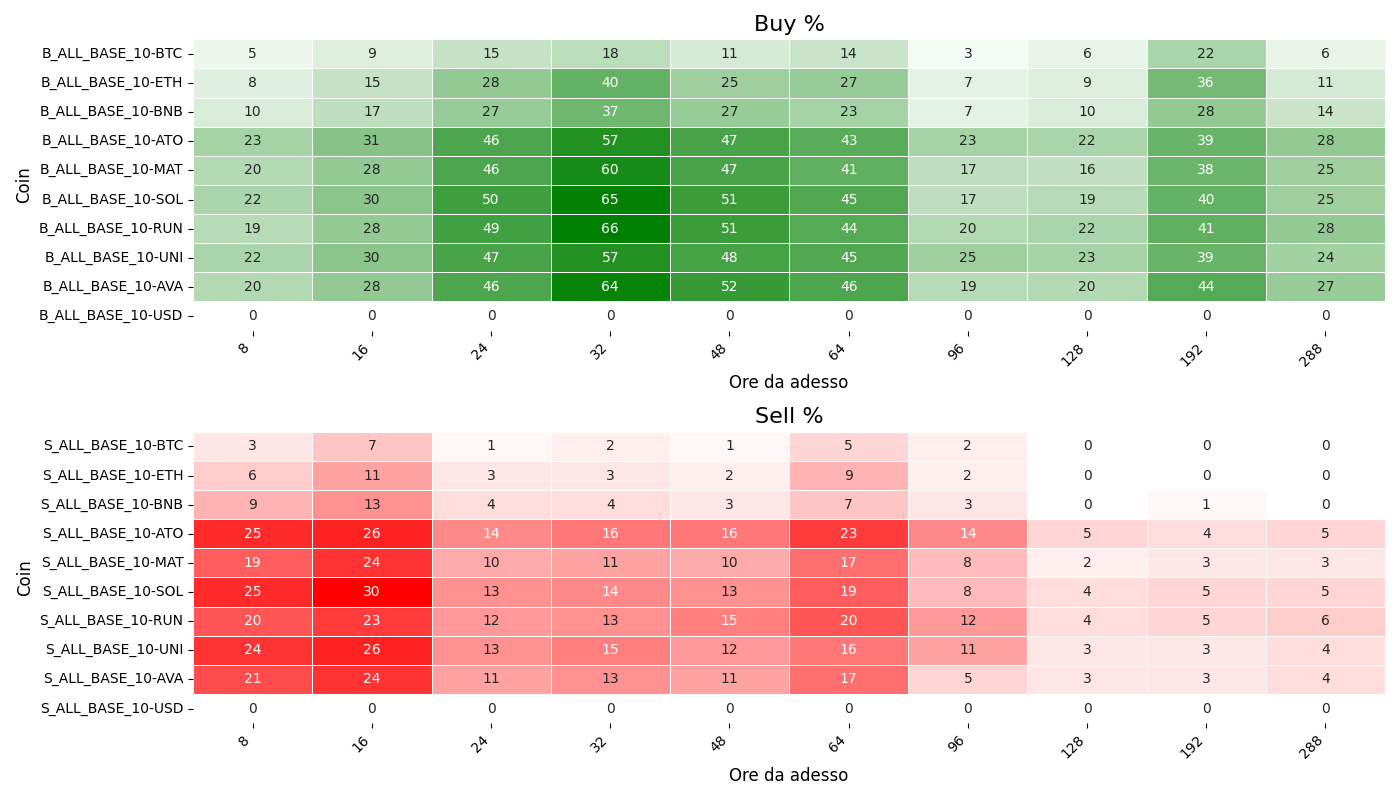 Buy %
Coin
B_ALL_BASE_10-BTC 5 9 15 18 11 14 3 6 22 6
B_ALL_BASE_10-ETH 8 15 28 40 25 27 7 9 36 11
B_ALL_BASE_10-BNB 10 17 27 37 27 23 7 10 28 14
B_ALL_BASE_10-ATO 23 31 46 57 47 43 23 22 39 28
B_ALL_BASE_10-MAT 20 28 46 60 47 41 17 16 38 25
B_ALL_BASE_10-SOL 22 30 50 65 51 45 17 19 40 25
B_ALL_BASE_10-RUN 19 28 49 66 51 44 20 22 41 28
B_ALL_BASE_10-UNI 22 30 47 57 48 45 25 23 39 24
B_ALL_BASE_10-AVA 20 28 46 64 52 46 19 20 44 27
B_ALL_BASE_10-USD 0 0 0 0 0 0 0 0 0 0
8 16 24 32 48 64 96 128 192 288
Ore da adesso
Sell %
Coin
S_ALL_BASE_10-BTC 3 7 1 2 1 5 2 0 0 0
S_ALL_BASE_10-ETH 6 11 3 3 2 9 2 0 0 0
S_ALL_BASE_10-BNB 9 13 4 4 3 7 3 0 1 0
S_ALL_BASE_10-ATO 25 26 14 16 16 23 14 5 4 5
S_ALL_BASE_10-MAT 19 24 10 11 10 17 8 2 3 3
S_ALL_BASE_10-SOL 25 30 13 14 13 19 8 4 5 5
S_ALL_BASE_10-RUN 20 23 12 13 15 20 12 4 5 6
S_ALL_BASE_10-UNI 24 26 13 15 12 16 11 3 3 4
S_ALL_BASE_10-AVA 21 24 11 13 11 17 5 3 3 4
S_ALL_BASE_10-USD 0 0 0 0 0 0 0 0 0 0
8 16 24 32 48 64 96 128 192 288
Ore da adesso